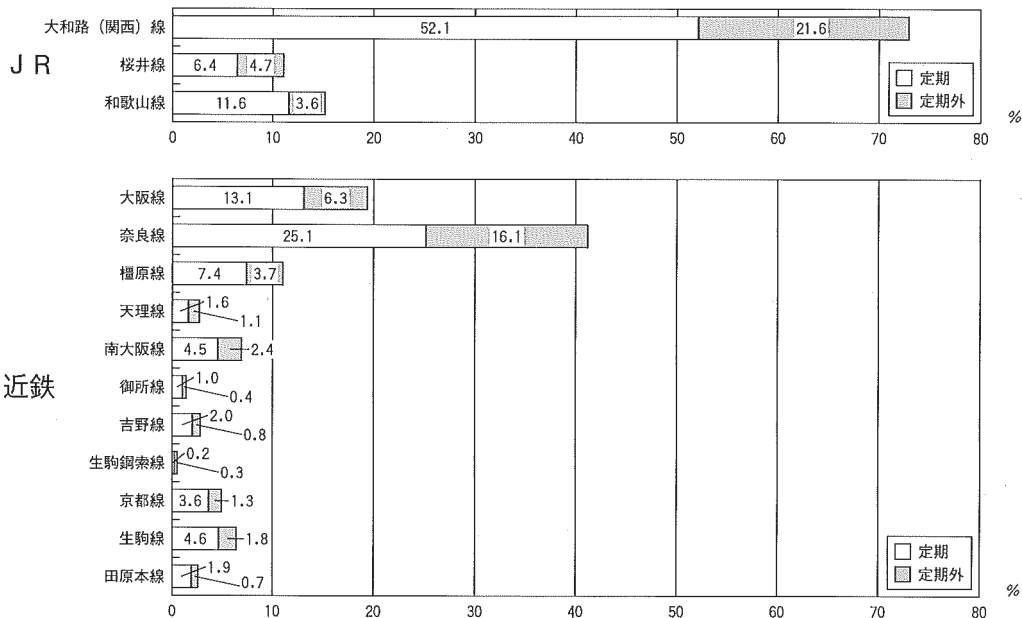 JR
大和路（関西）線 52.1 21.6
桜井線 6.4 4.7
和歌山線 11.6 3.6
定期
定期外
0 10 20 30 40 50 60 70 80 %
近鉄
大阪線 13.1 6.3
奈良線 25.1 16.1
橿原線 7.4 3.7
天理線 1.6 1.1
南大阪線 4.5 2.4
御所線 1.0 0.4
吉野線 2.0 0.8
生駒鋼索線 0.2 0.3
京都線 3.6 1.3
生駒線 4.6 1.8
田原本線 1.9 0.7
定期
定期外
0 10 20 30 40 50 60 70 80 %